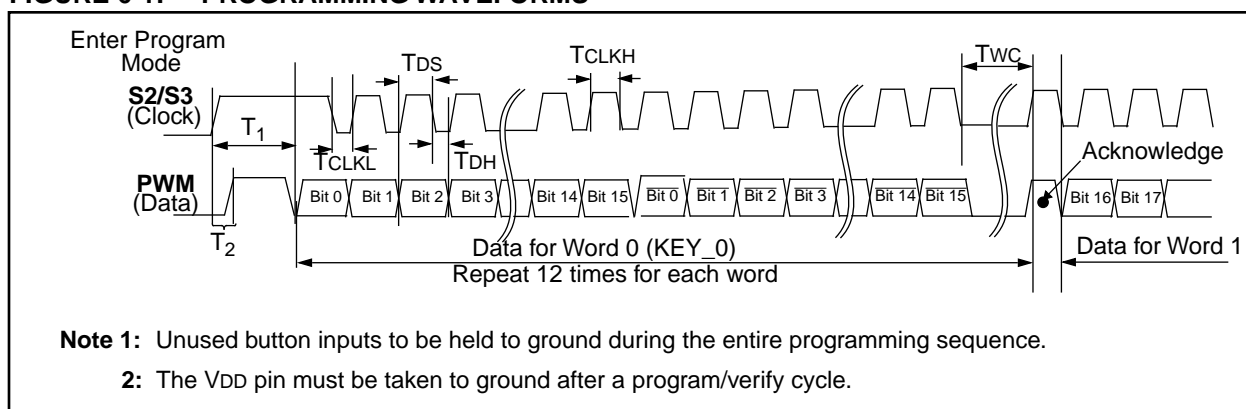 FIGURE 6-1: PROGRAMMING WAVEFORMS
Enter Program
Mode
S2/S3
(Clock)
T1
TCLKL
TDS
TDH
TCLKH
TWC
Acknowledge
PWM
(Data)
T2
Bit 0 Bit 1 Bit 2 Bit 3 Bit 14 Bit 15 Bit 0 Bit 1 Bit 2 Bit 3 Bit 14 Bit 15 Bit 16 Bit 17
Data for Word 0 (KEY_0)
Repeat 12 times for each word
Data for Word 1
Note 1: Unused button inputs to be held to ground during the entire programming sequence.
2: The VDD pin must be taken to ground after a program/verify cycle.